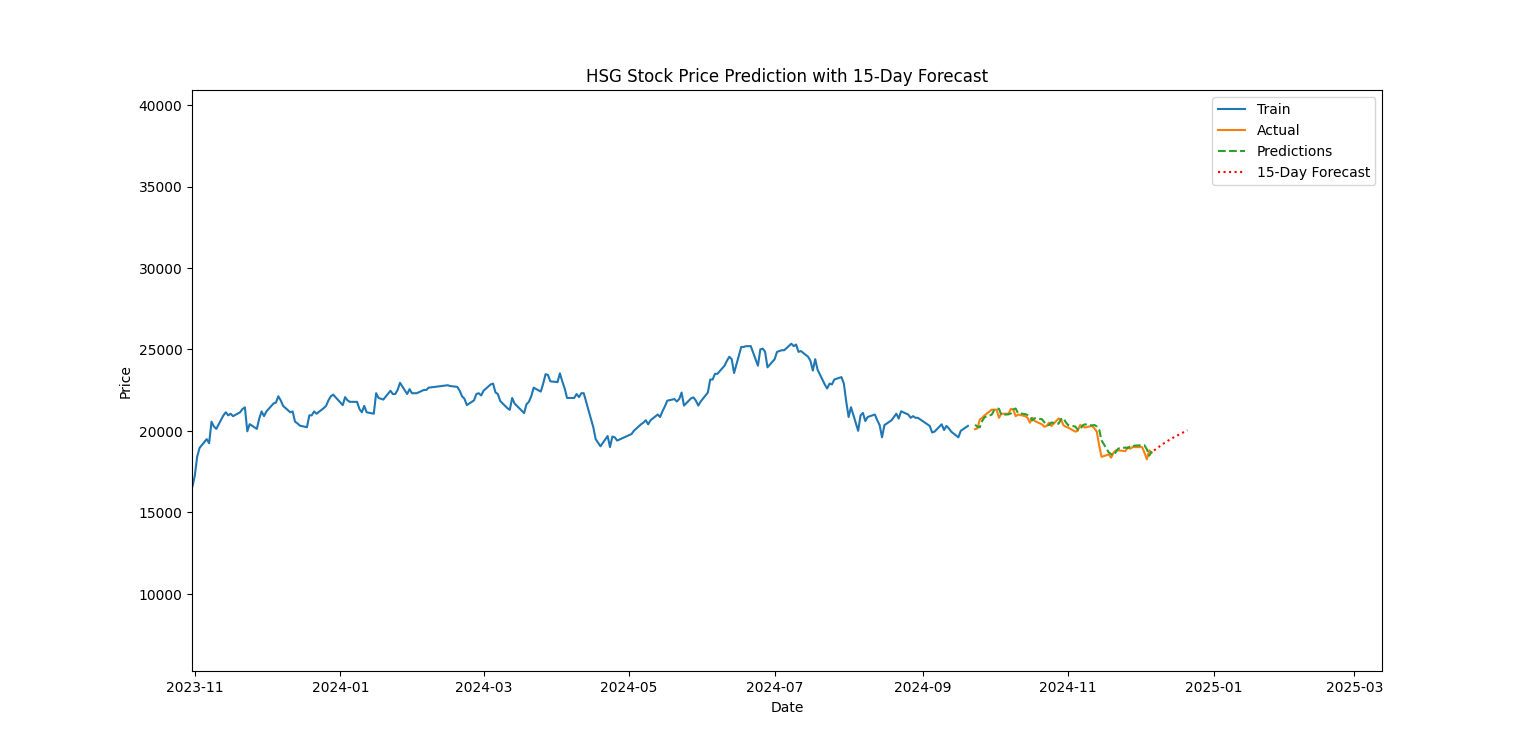 HSG Stock Price Prediction with 15-Day Forecast
Train
Actual
Predictions
15-Day Forecast
Price
40000
35000
30000
25000
20000
15000
10000
2023-11
2024-01
2024-03
2024-05
2024-07
2024-09
2024-11
2025-01
2025-03
Date